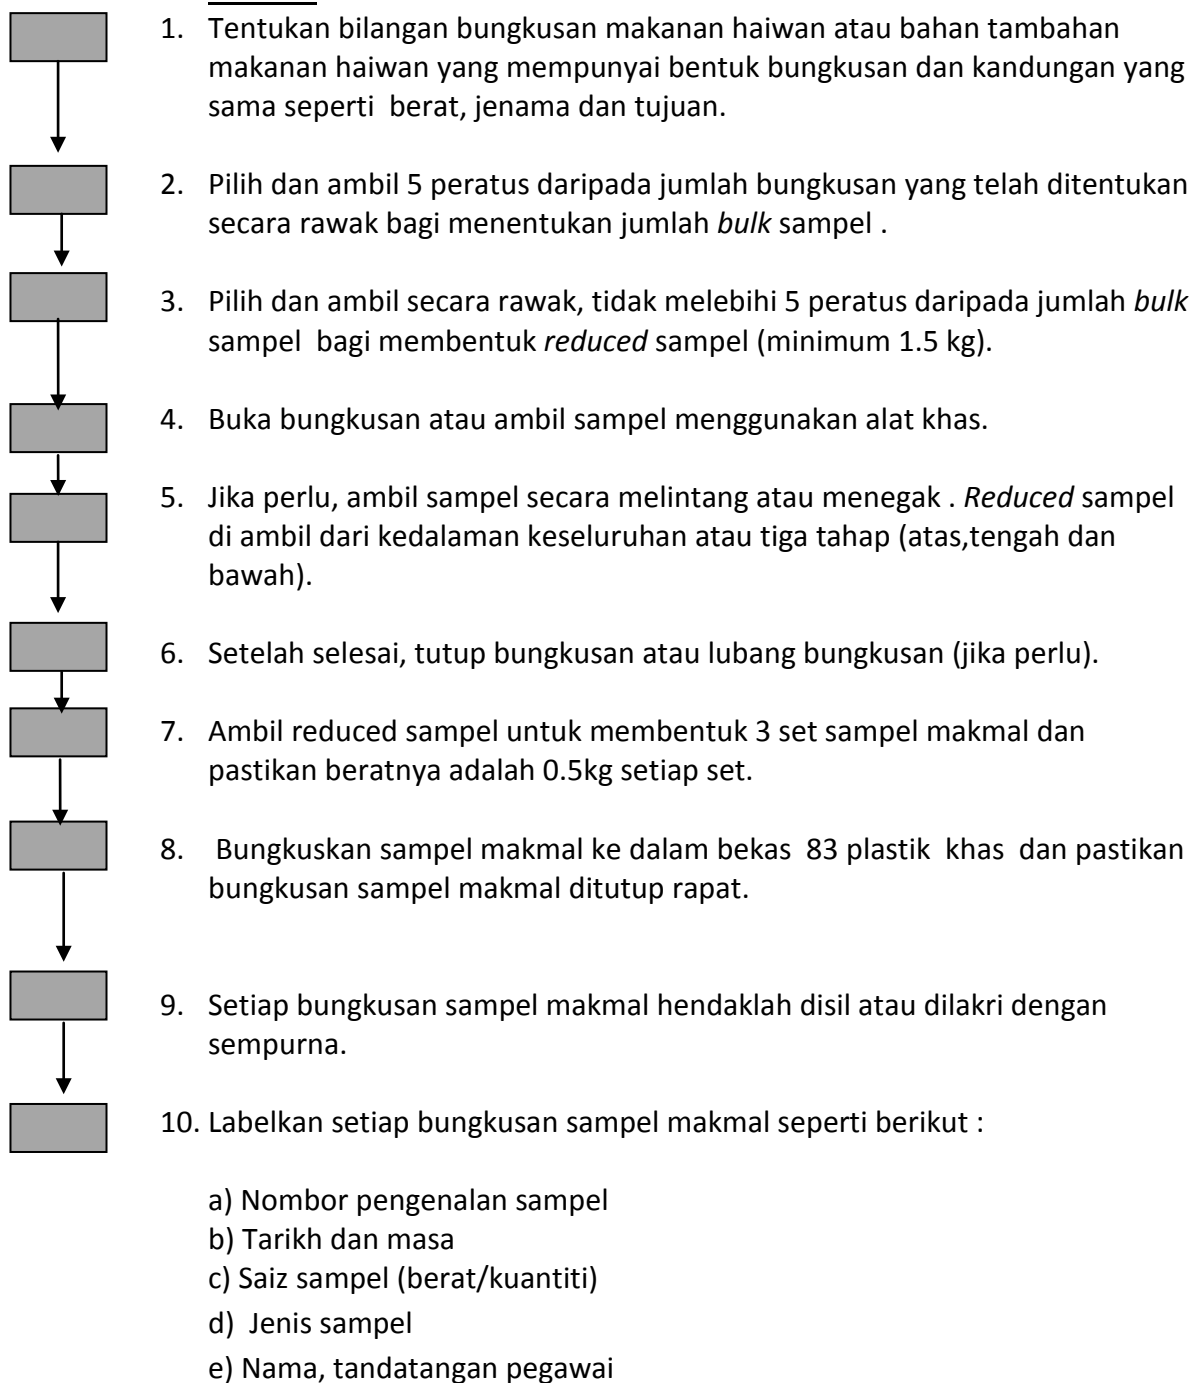 1. Tentukan bilangan bungkusan makanan haiwan atau bahan tambahan
makanan haiwan yang mempunyai bentuk bungkusan dan kandungan yang
sama seperti  berat, jenama dan tujuan.
2. Pilih dan ambil 5 peratus daripada jumlah bungkusan yang telah ditentukan
secara rawak bagi menentukan jumlah bulk sampel .
3. Pilih dan ambil secara rawak, tidak melebihi 5 peratus daripada jumlah bulk
sampel  bagi membentuk reduced sampel (minimum 1.5 kg).
4. Buka bungkusan atau ambil sampel menggunakan alat khas.
5. Jika perlu, ambil sampel secara melintang atau menegak . Reduced sampel
di ambil dari kedalaman keseluruhan atau tiga tahap (atas,tengah dan
bawah).
6. Setelah selesai, tutup bungkusan atau lubang bungkusan (jika perlu).
7. Ambil reduced sampel untuk membentuk 3 set sampel makmal dan
pastikan beratnya adalah 0.5kg setiap set.
8. Bungkuskan sampel makmal ke dalam bekas  83 plastik  khas  dan pastikan
bungkusan sampel makmal ditutup rapat.
9. Setiap bungkusan sampel makmal hendaklah disil atau dilakri dengan
sempurna.
10. Labelkan setiap bungkusan sampel makmal seperti berikut :
a) Nombor pengenalan sampel
b) Tarikh dan masa
c) Saiz sampel (berat/kuantiti)
d) Jenis sampel
e) Nama, tandatangan pegawai